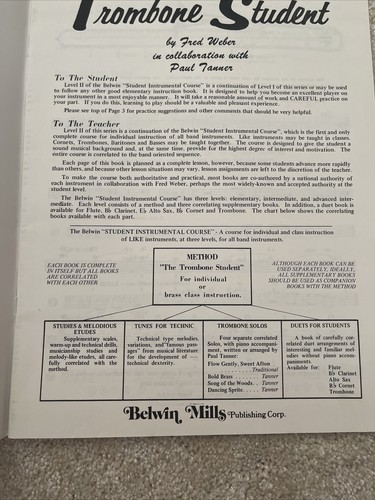 Trombone Student
by Fred Weber
in collaboration with
Paul Tanner
To The Student
Level II of the Belwin "Student Instrumental Course" is a continuation of Level I of this series or may be used
to follow any other good elementary instruction book. It is designed to help you become an excellent player on
your instrument in a most enjoyable manner. It will take a reasonable amount of work and CAREFUL practice on
your part. If you do this, learning to play should be a valuable and pleasant experience.
Please see top of Page 3 for practice suggestions and other comments that should be very helpful.
To The Teacher
Level II of this series is a continuation of the Belwin "Student Instrumental Course", which is the first and only
complete course for individual instruction of all band instruments. Like instruments may be taught in classes.
Cornets, Trombones, Baritones and Basses may be taught together. The course is designed to give the student a
sound musical background and, at the same time, provide for the highest degree of interest and motivation. The
entire course is correlated to the band oriented sequence.
Each page of this book is planned as a complete lesson, however, because some students advance more rapidly
than others, and because other lesson situations may vary, lesson assignments are left to the discretion of the teacher.
To make the course both authoritative and practical, most books are co-authored by a national authority of
each instrument in collaboration with Fred Weber, perhaps the most widely-known and accepted authority at the
student level.
The Belwin "Student Instrumental Course" has three levels: elementary, intermediate, and advanced inter-
mediate. Each level consists of a method and three correlating supplementary books. In addition, a duet book is
available for Flute, B♭ Clarinet, E♭ Alto Sax, B♭ Cornet and Trombone. The chart below shows the correlating
books available with each part.
The Belwin "STUDENT INSTRUMENTAL COURSE" - A course for individual and class instruction
of LIKE instruments, at three levels, for all band instruments.
EACH BOOK IS COMPLETE
IN ITSELF BUT ALL BOOKS
ARE CORRELATED
WITH EACH OTHER
METHOD
"The Trombone Student"
For individual
or
brass class instruction.
ALTHOUGH EACH BOOK CAN BE
USED SEPARATELY, IDEALLY,
ALL SUPPLEMENTARY BOOKS
SHOULD BE USED AS COMPANION
BOOKS WITH THE METHOD
STUDIES & MELODIOUS
ETUDES
Supplementary scales,
warm-up and technical drills,
musicianship studies and
melody-like etudes, all care-
fully correlated with the
method.
TUNES FOR TECHNIC
Technical type melodies,
variations, and "famous pas-
sages" from musical literature
for the development of
technical dexterity.
TROMBONE SOLOS
Four separate correlated
Solos, with piano accompani-
ment, written or arranged by
Paul Tanner:
Flow Gently, Sweet Afton
Traditional
Bold Brass . . . . Tanner
Song of the Woods . . Tanner
Dancing Sprite . . . . Tanner
DUETS FOR STUDENTS
A book of carefully cor-
related duet arrangements of
interesting and familiar mel-
odies without piano accom-
paniments.
Available for: Flute
B♭ Clarinet
Alto Sax
B♭ Cornet
Trombone
Belwin Mills Publishing Corp.